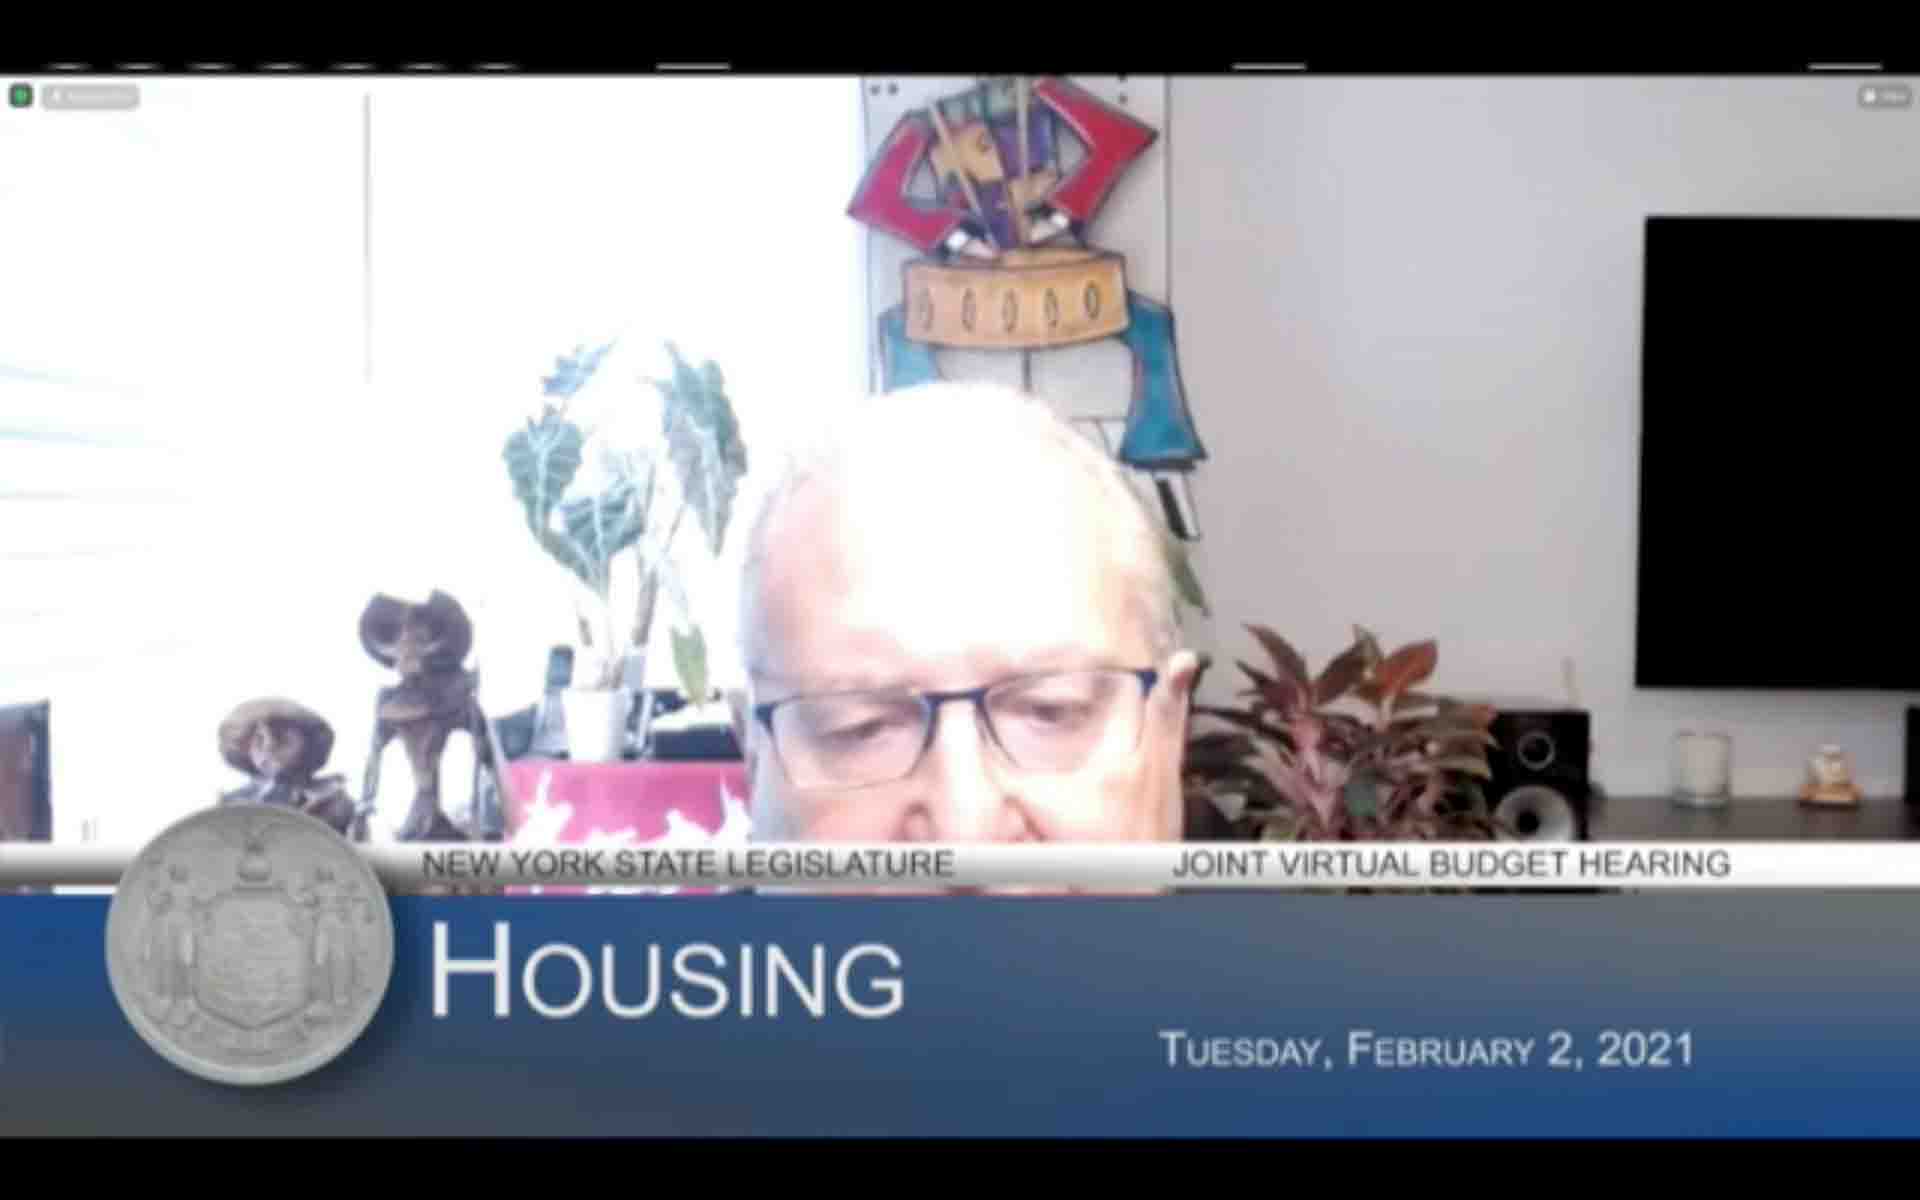 NEW YORK STATE LEGISLATURE
JOINT VIRTUAL BUDGET HEARING
HOUSING
TUESDAY, FEBRUARY 2, 2021